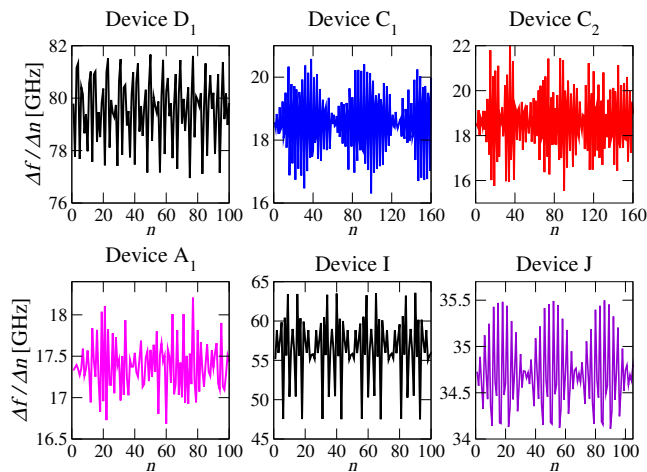 Device D₁ Device C₁ Device C₂
82 80 78 76
0 20 40 60 80 100
n
Δf / Δn [GHz]
20 18 16
0 40 80 120 160
n
22 20 18 16 15
0 40 80 120 160
n
Device A₁ Device I Device J
18 17.5 17 16.5
0 20 40 60 80 100
n
Δf / Δn [GHz]
65 60 55 50 45
0 20 40 60 80 100
n
35.5 35 34.5 34
0 20 40 60 80 100
n